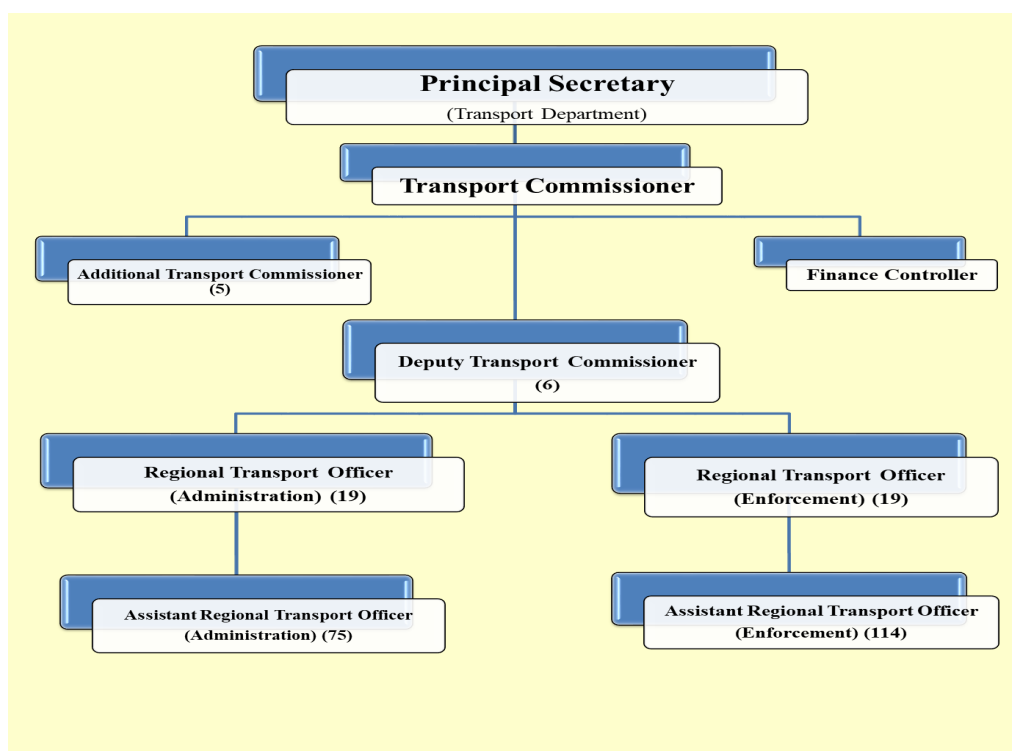 Principal Secretary
(Transport Department)
Transport Commissioner
Additional Transport Commissioner
(5)
Finance Controller
Deputy Transport Commissioner
(6)
Regional Transport Officer
(Administration) (19)
Regional Transport Officer
(Enforcement) (19)
Assistant Regional Transport Officer
(Administration) (75)
Assistant Regional Transport Officer
(Enforcement) (114)